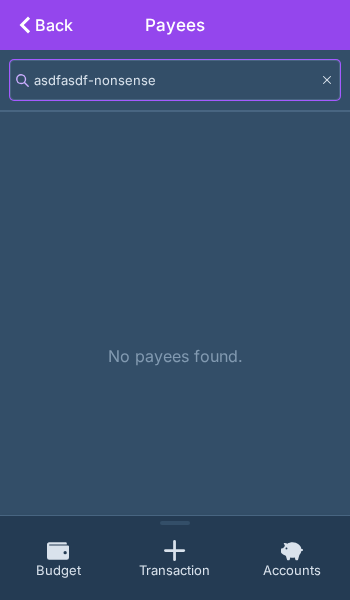 Back
Payees
asdfasdf-nonsense
No payees found.
Budget
Transaction
Accounts